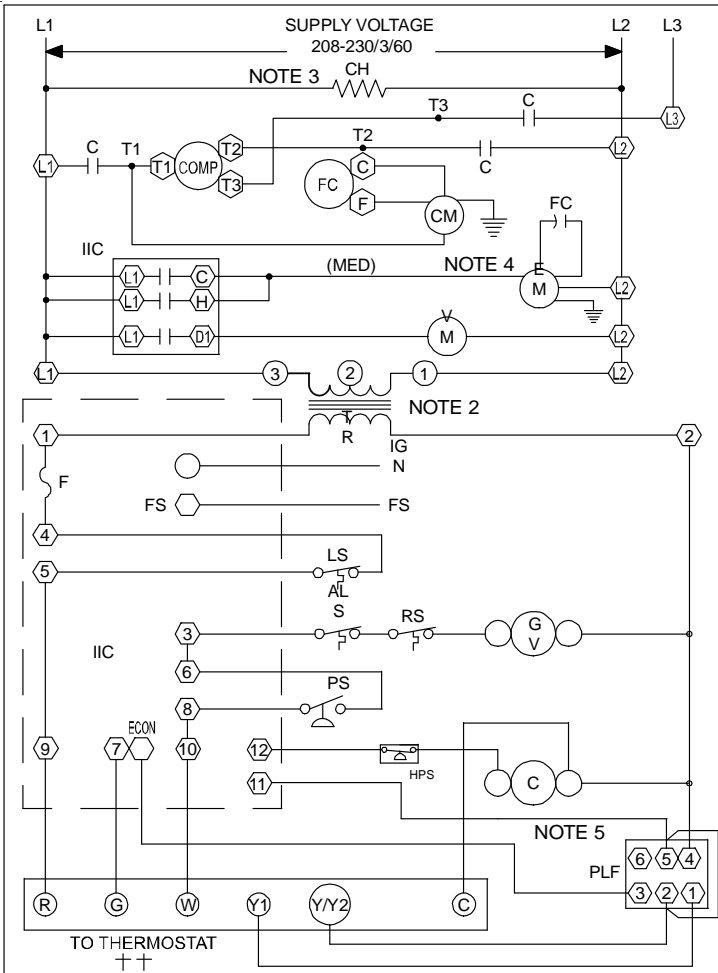 L1 SUPPLY VOLTAGE L2 L3
208-230/3/60
NOTE 3 CH
T3 C L3
C T1 T2
L1 T1 COMP T2 C L2
T3 FC C
F CM FC
IIC
(MED) NOTE 4
L1 C E
M L2
L1 H
V
L1 D1 M L2
L1 3 2 1 L2
NOTE 2
T
R
1 IG 2
N
F
FS FS
4
LS
5 AL
S RS G
3 V
IIC
6
PS
8
ECON
9 7 10 12
HPS C
11
NOTE 5
6 5 4
PLF
3 2 1
R G W Y1 Y/Y2 C
TO THERMOSTAT
++